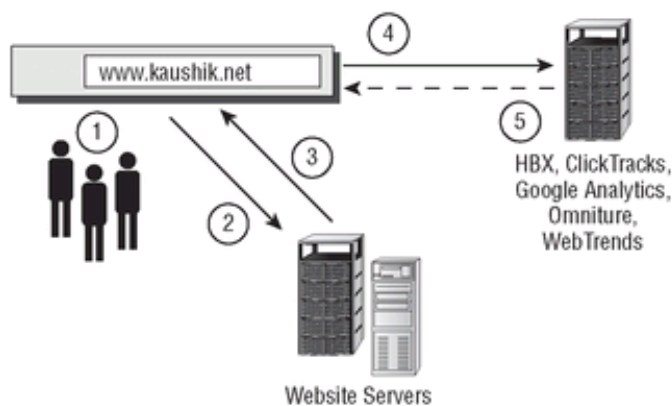 4
www.kaushik.net
1
5
3
2
HBX, ClickTracks,
Google Analytics,
Omniture,
WebTrends
Website Servers